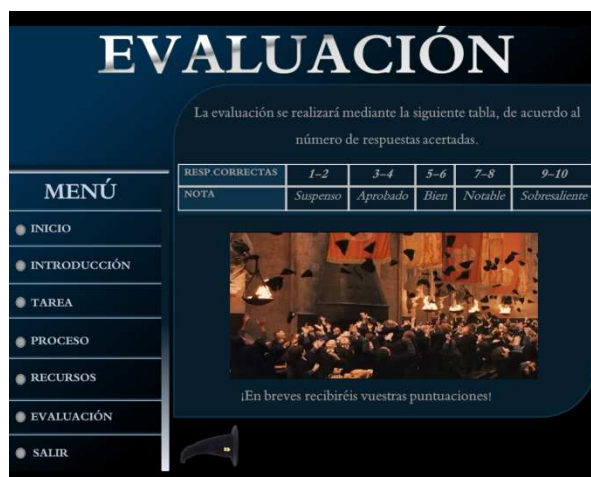 EVALUACIÓN
La evaluación se realizará mediante la siguiente tabla, de acuerdo al
número de respuestas acertadas.
RESP.CORRECTAS 1–2 3–4 5–6 7–8 9–10
NOTA Suspenso Aprobado Bien Notable Sobresaliente
MENÚ
INICIO
INTRODUCCIÓN
TAREA
PROCESO
RECURSOS
EVALUACIÓN
SALIR
¡En breves recibiréis vuestras puntuaciones!